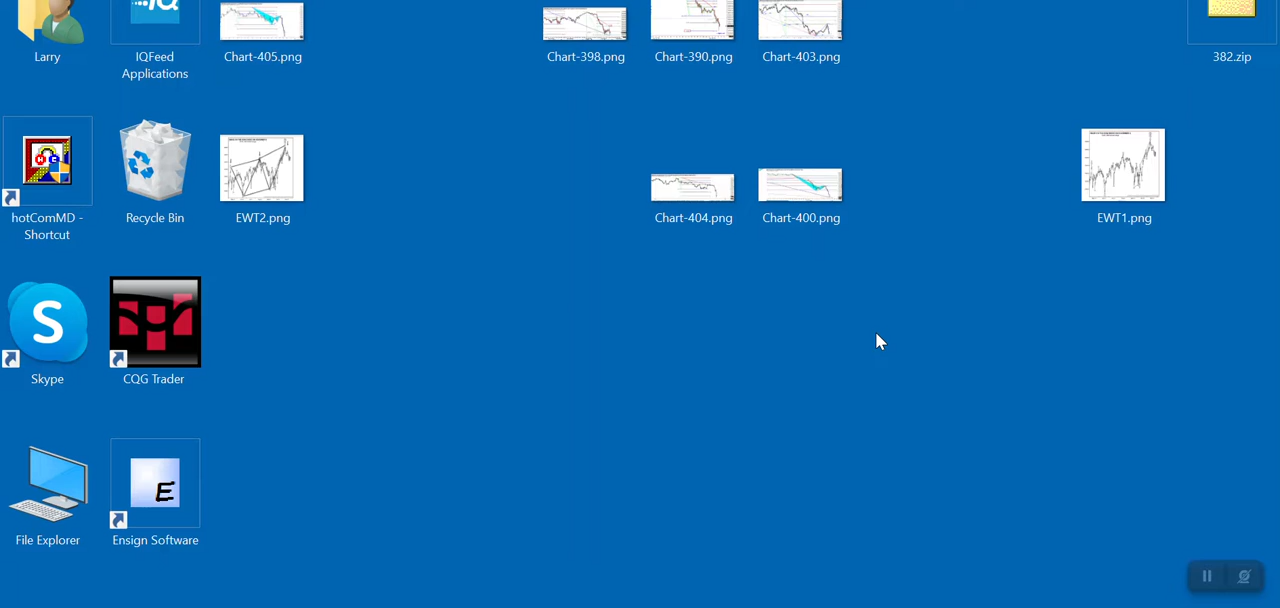 IQ
Larry
IQFeed
Applications
Chart-405.png
Chart-398.png
Chart-390.png
Chart-403.png
382.zip
hotComMD -
Shortcut
Recycle Bin
EWT2.png
Chart-404.png
Chart-400.png
EWT1.png
S
Skype
CQG Trader
E
File Explorer
Ensign Software